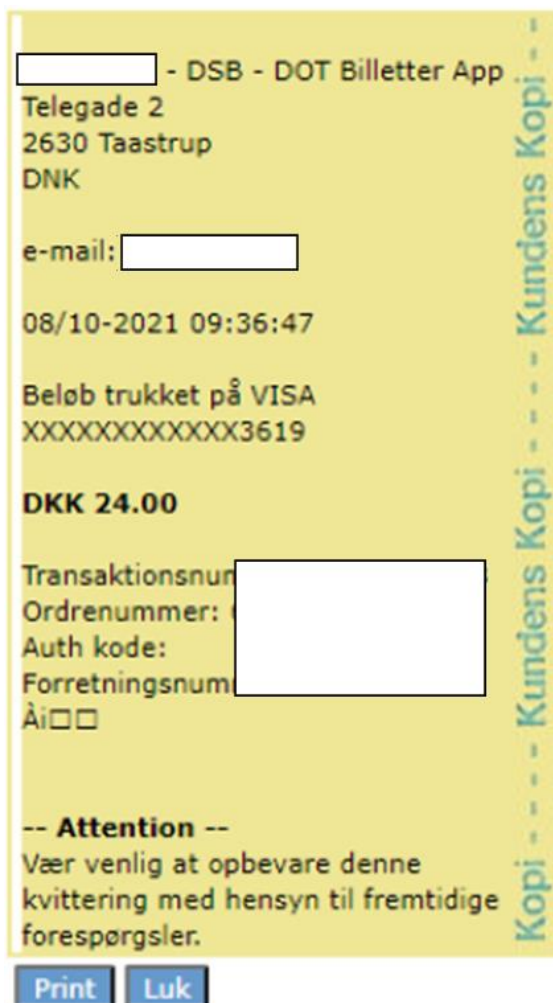 - DSB - DOT Billetter App
Telegade 2
2630 Taastrup
DNK
e-mail:
08/10-2021 09:36:47
Beløb trukket på VISA
XXXXXXXXXXXX3619
DKK 24.00
Transaktionsnum
Ordrenummer:
Auth kode:
Forretningsnumm
Ài□□
-- Attention --
Vær venlig at opbevare denne
kvittering med hensyn til fremtidige
forespørgsler.
Kopi - - - - Kundens Kopi - - - - Kundens Kopi - -
Print
Luk